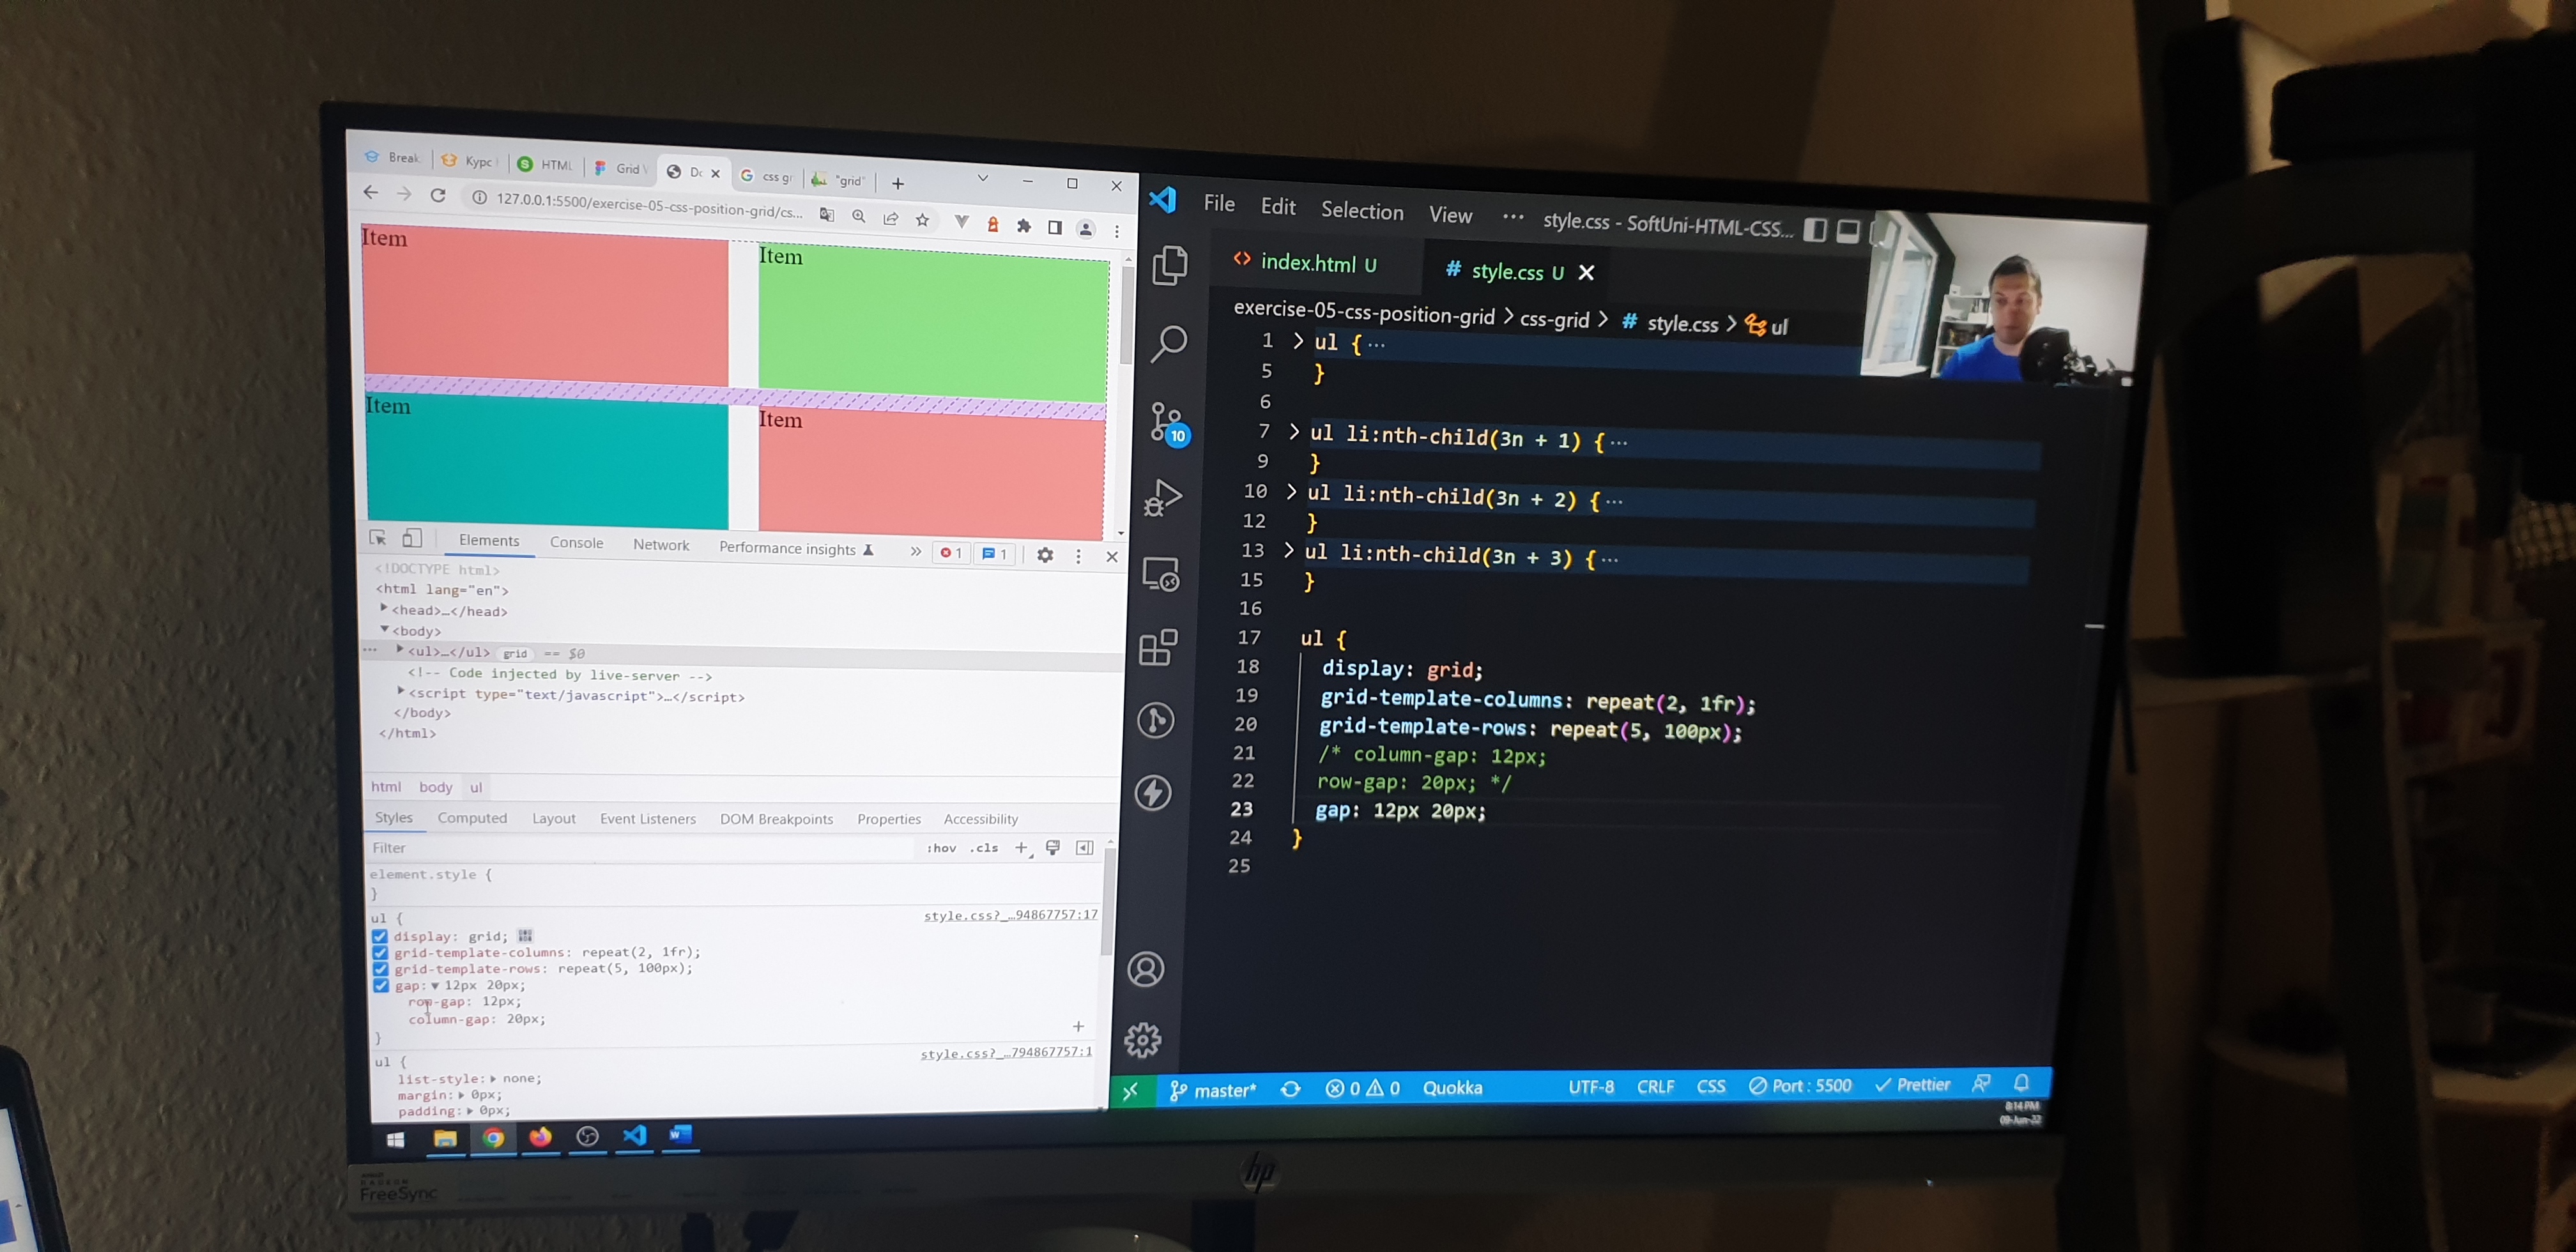 Break
Курс
HTML
Grid
css gr
"grid"
127.0.0.1:5500/exercise-05-css-position-grid/cs...
Item
Item
Item
Item
Elements
Console
Network
Performance insights
1
1
<!DOCTYPE html>
<html lang="en">
<head>…</head>
<body>
<ul>…</ul> grid == $0
<!-- Code injected by live-server -->
<script type="text/javascript">…</script>
</body>
</html>
html body ul
Styles
Computed
Layout
Event Listeners
DOM Breakpoints
Properties
Accessibility
Filter
:hov .cls
element.style {
}
ul {
style.css?_…94867757:17
display: grid;
grid-template-columns: repeat(2, 1fr);
grid-template-rows: repeat(5, 100px);
gap: 12px 20px;
row-gap: 12px;
column-gap: 20px;
}
ul {
style.css?_…794867757:1
list-style: none;
margin: 0px;
padding: 0px;
File Edit Selection View ··· style.css - SoftUni-HTML-CSS...
index.html U
# style.css U
exercise-05-css-position-grid > css-grid > # style.css > ul
1 ul {···
5 }
6
7 ul li:nth-child(3n + 1) {···
9 }
10 ul li:nth-child(3n + 2) {···
12 }
13 ul li:nth-child(3n + 3) {···
15 }
16
17 ul {
18 display: grid;
19 grid-template-columns: repeat(2, 1fr);
20 grid-template-rows: repeat(5, 100px);
21 /* column-gap: 12px;
22 row-gap: 20px; */
23 gap: 12px 20px;
24 }
25
10
master*
0 0
Quokka
UTF-8
CRLF
CSS
Port : 5500
Prettier
8:14 PM
09-Jun-22
AMD
RADEON
FreeSync
hp